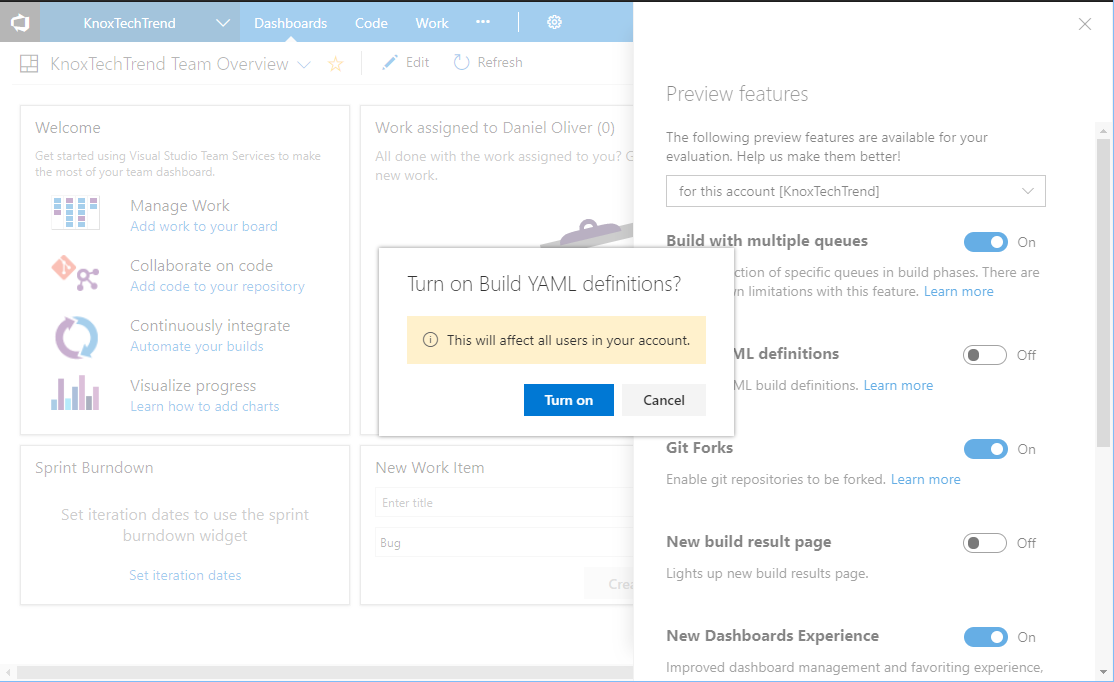 KnoxTechTrend
Dashboards
Code
Work
KnoxTechTrend Team Overview
Edit
Refresh
Welcome
Get started using Visual Studio Team Services to make
the most of your team dashboard.
Manage Work
Add work to your board
Collaborate on code
Add code to your repository
Continuously integrate
Automate your builds
Visualize progress
Learn how to add charts
Work assigned to Daniel Oliver (0)
All done with the work assigned to you?
new work.
Sprint Burndown
Set iteration dates to use the sprint
burndown widget
Set iteration dates
New Work Item
Enter title
Bug
Crea
Turn on Build YAML definitions?
This will affect all users in your account.
Turn on
Cancel
Preview features
The following preview features are available for your
evaluation. Help us make them better!
for this account [KnoxTechTrend]
Build with multiple queues
On
ction of specific queues in build phases. There are
wn limitations with this feature. Learn more
ML definitions
Off
ML build definitions. Learn more
Git Forks
On
Enable git repositories to be forked. Learn more
New build result page
Off
Lights up new build results page.
New Dashboards Experience
On
Improved dashboard management and favoriting experience,